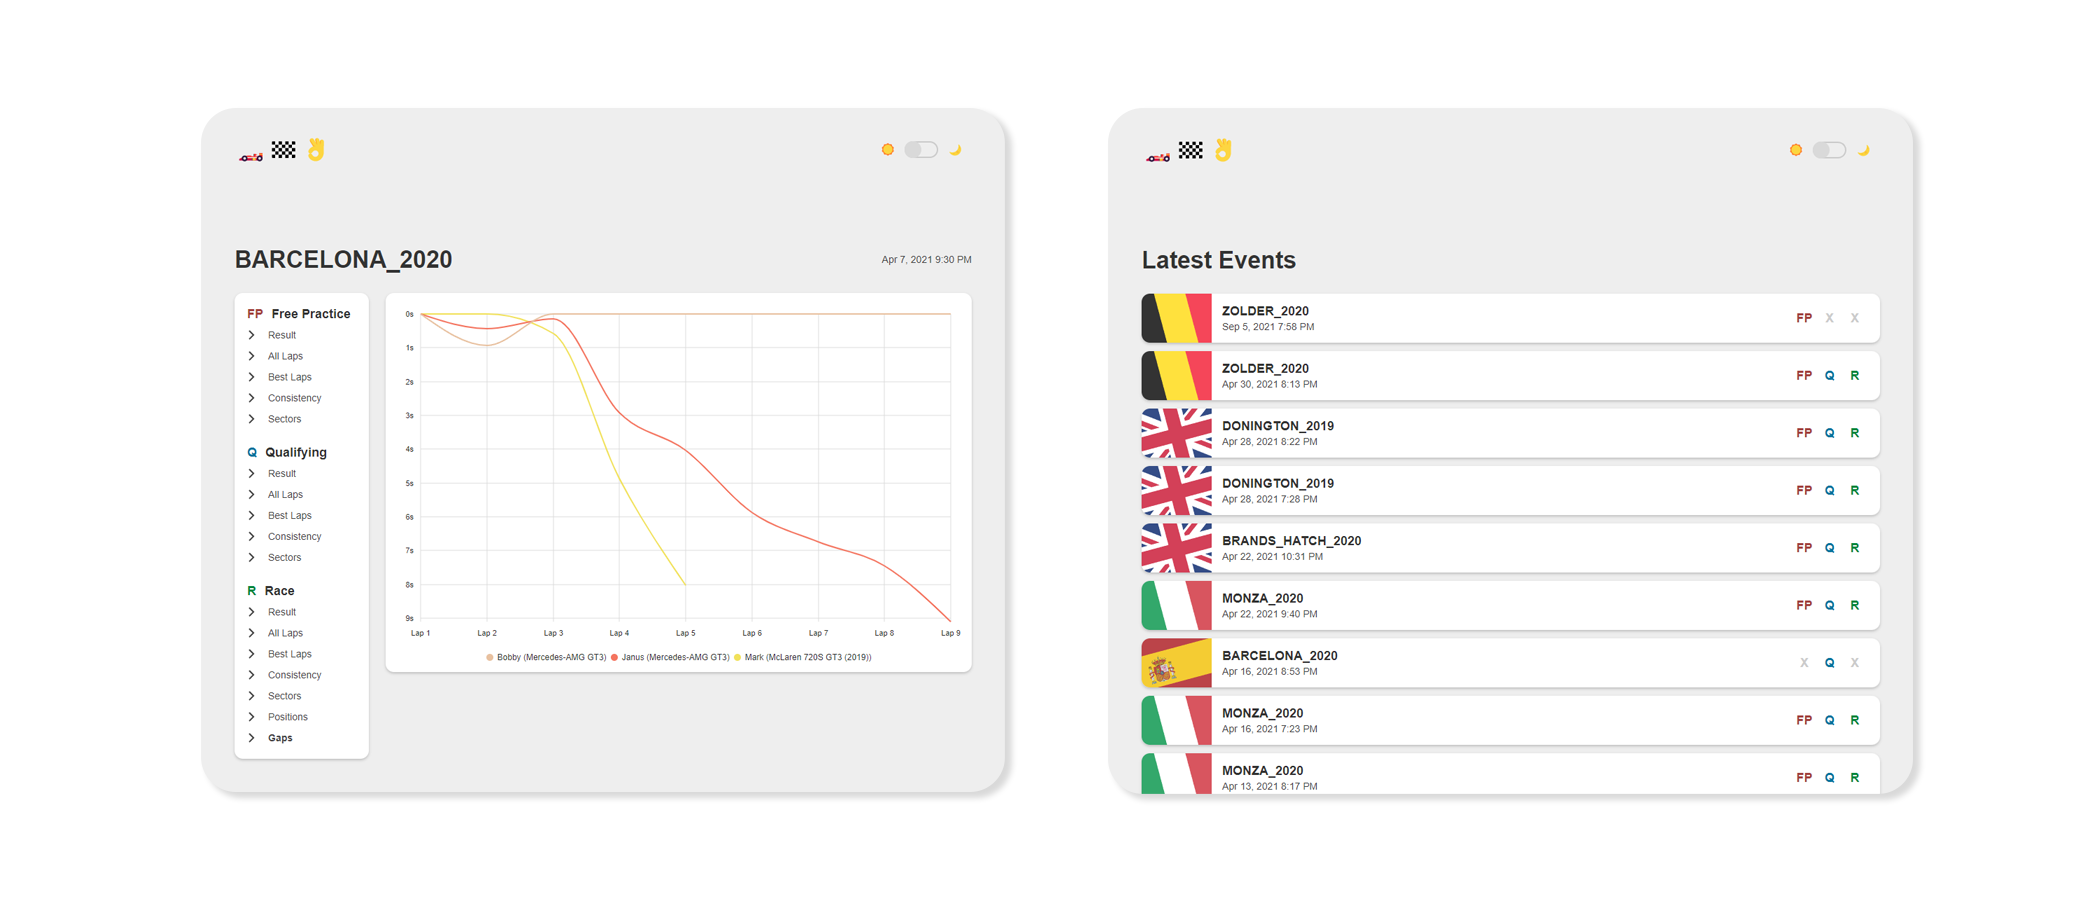 BARCELONA_2020
Apr 7, 2021 9:30 PM
FP Free Practice
Result
All Laps
Best Laps
Consistency
Sectors
Q Qualifying
Result
All Laps
Best Laps
Consistency
Sectors
R Race
Result
All Laps
Best Laps
Consistency
Sectors
Positions
Gaps
0s
1s
2s
3s
4s
5s
6s
7s
8s
9s
Lap 1 Lap 2 Lap 3 Lap 4 Lap 5 Lap 6 Lap 7 Lap 8 Lap 9
Bobby (Mercedes-AMG GT3) Janus (Mercedes-AMG GT3) Mark (McLaren 720S GT3 (2019))
Latest Events
ZOLDER_2020
Sep 5, 2021 7:58 PM
FP X X
ZOLDER_2020
Apr 30, 2021 8:13 PM
FP Q R
DONINGTON_2019
Apr 28, 2021 8:22 PM
FP Q R
DONINGTON_2019
Apr 28, 2021 7:28 PM
FP Q R
BRANDS_HATCH_2020
Apr 22, 2021 10:31 PM
FP Q R
MONZA_2020
Apr 22, 2021 9:40 PM
FP Q R
BARCELONA_2020
Apr 16, 2021 8:53 PM
X Q X
MONZA_2020
Apr 16, 2021 7:23 PM
FP Q R
MONZA_2020
Apr 13, 2021 8:17 PM
FP Q R